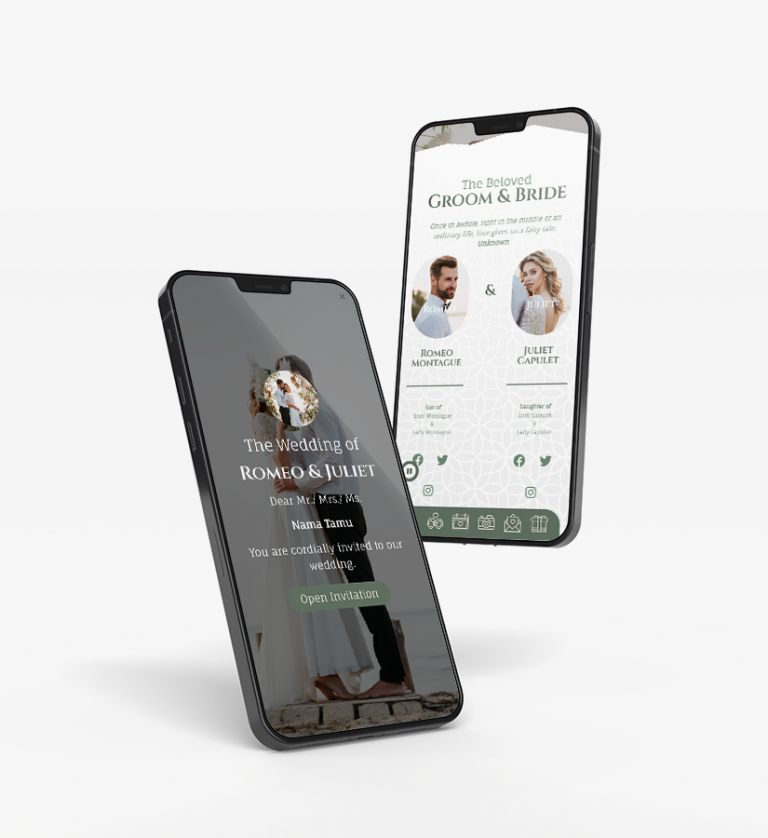 The Beloved
GROOM & BRIDE
Once in awhile, right in the middle of an
ordinary life, love gives us a fairy tale.
Unknown
&
ROMEO
MONTAGUE
JULIET
CAPULET
Son of
Lord Montague
&
Lady Montague
Daughter of
Lord Capulet
&
Lady Capulet
The Wedding of
ROMEO & JULIET
Dear Mr./ Mrs./ Ms.
Nama Tamu
You are cordially invited to our
wedding.
Open Invitation